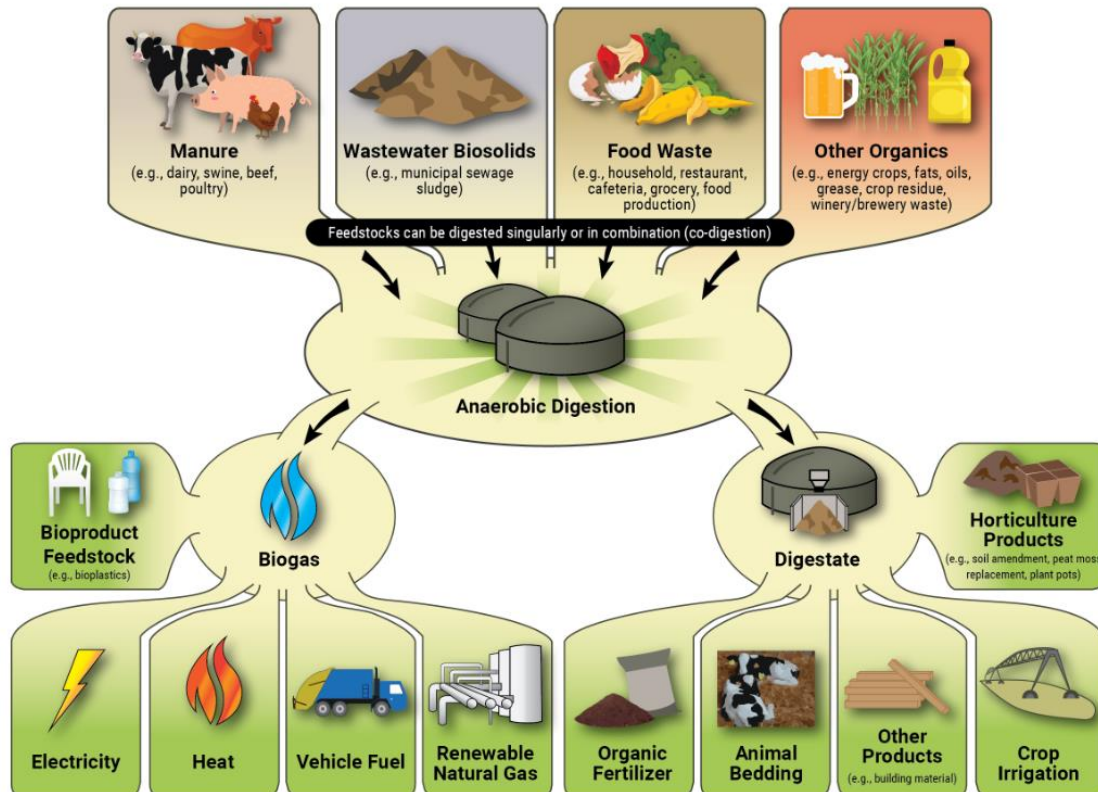 Manure
(e.g., dairy, swine, beef,
poultry)
Wastewater Biosolids
(e.g., municipal sewage
sludge)
Food Waste
(e.g., household, restaurant,
cafeteria, grocery, food
production)
Other Organics
(e.g., energy crops, fats, oils,
grease, crop residue,
winery/brewery waste)
Feedstocks can be digested singularly or in combination (co-digestion)
Anaerobic Digestion
Bioproduct
Feedstock
(e.g., bioplastics)
Biogas
Digestate
Horticulture
Products
(e.g., soil amendment, peat moss
replacement, plant pots)
Electricity
Heat
Vehicle Fuel
Renewable
Natural Gas
Organic
Fertilizer
Animal
Bedding
Other
Products
(e.g., building material)
Crop
Irrigation